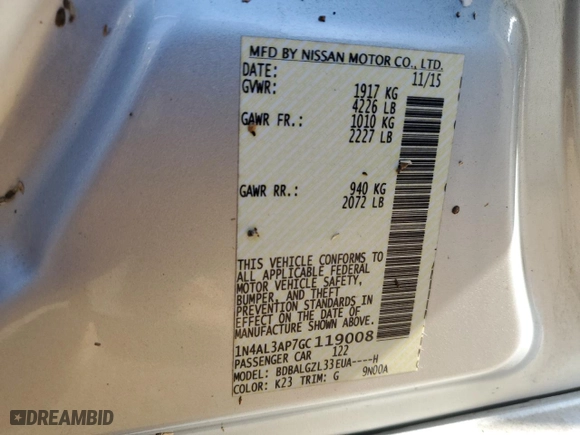 MFD BY NISSAN MOTOR CO., LTD.
DATE: 11/15
GVWR: 1917 KG
4226 LB
GAWR FR.: 1010 KG
2227 LB
GAWR RR.: 940 KG
2072 LB
THIS VEHICLE CONFORMS TO
ALL APPLICABLE FEDERAL
MOTOR VEHICLE SAFETY,
BUMPER, AND THEFT
PREVENTION STANDARDS IN
EFFECT ON THE DATE OF
MANUFACTURE SHOWN ABOVE.
1N4AL3AP7GC119008
PASSENGER CAR 122
MODEL: BDBALGZL33EUA----H
COLOR: K23 TRIM: G 9N00A
DREAMBID